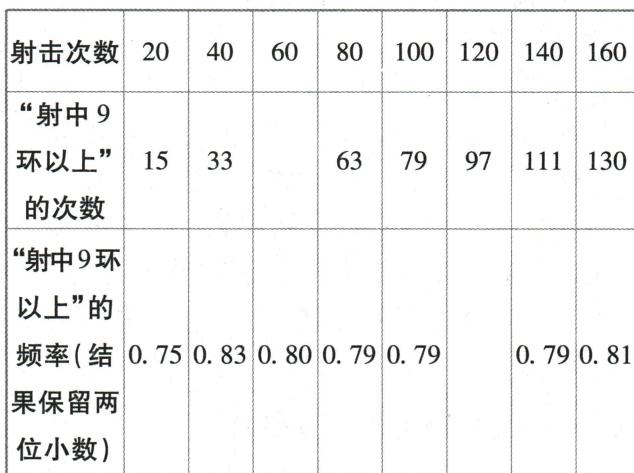 射击次数 20 40 60 80 100 120 140 160
“射中9
环以上” 15 33 63 79 97 111 130
的次数
“射中9环
以上”的
频率(结 0. 75 0. 83 0. 80 0. 79 0. 79 0. 79 0. 81
果保留两
位小数)